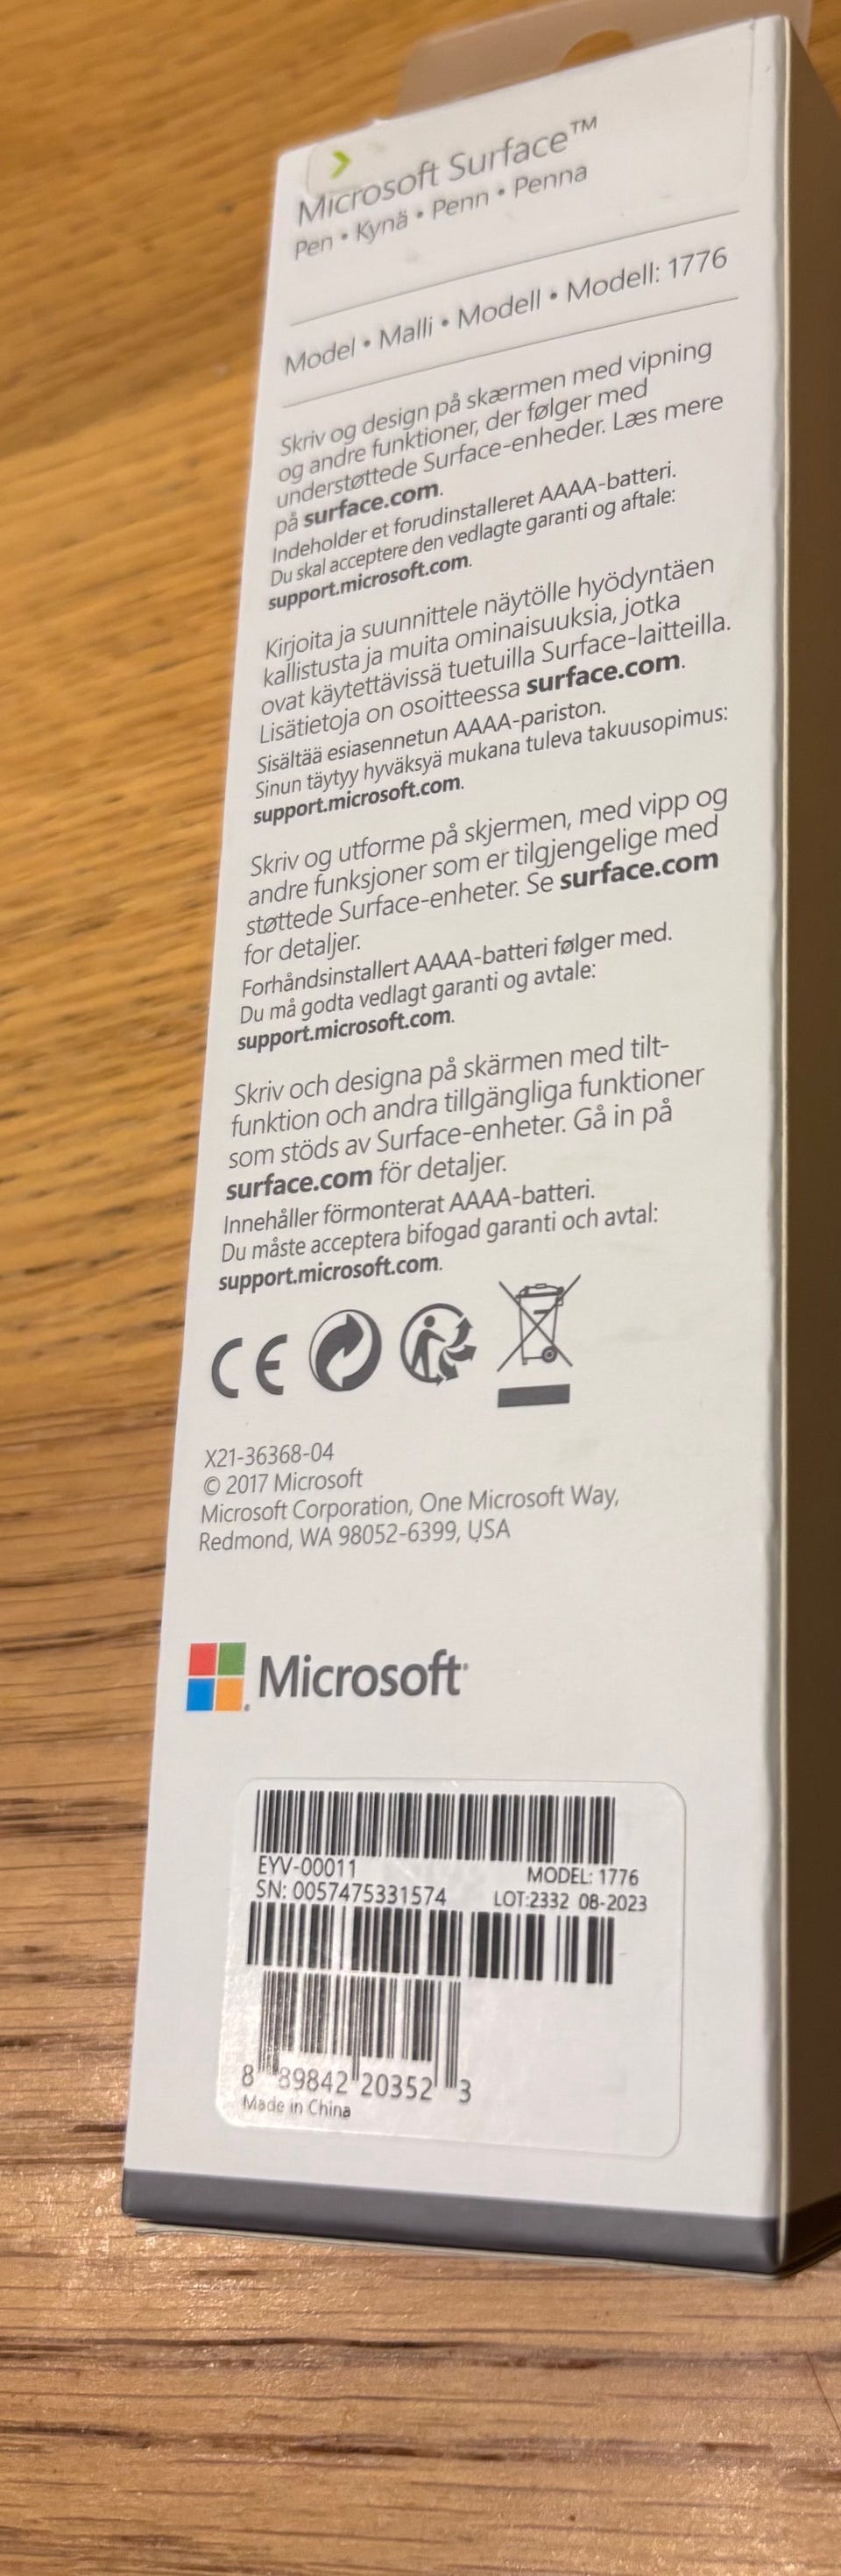 Microsoft Surface™
Pen • Kynä • Penn • Penna
Model • Malli • Modell • Modell: 1776
Skriv og design på skærmen med vipning
og andre funktioner, der følger med
understøttede Surface-enheder. Læs mere
på surface.com.
Indeholder et forudinstalleret AAAA-batteri.
Du skal acceptere den vedlagte garanti og aftale:
support.microsoft.com.
Kirjoita ja suunnittele näytölle hyödyntäen
kallistusta ja muita ominaisuuksia, jotka
ovat käytettävissä tuetuilla Surface-laitteilla.
Lisätietoja on osoitteessa surface.com.
Sisältää esiasennetun AAAA-pariston.
Sinun täytyy hyväksyä mukana tuleva takuusopimus:
support.microsoft.com.
Skriv og utforme på skjermen, med vipp og
andre funksjoner som er tilgjengelige med
støttede Surface-enheter. Se surface.com
for detaljer.
Forhåndsinstallert AAAA-batteri følger med.
Du må godta vedlagt garanti og avtale:
support.microsoft.com.
Skriv och designa på skärmen med tilt-
funktion och andra tillgängliga funktioner
som stöds av Surface-enheter. Gå in på
surface.com för detaljer.
Innehåller förmonterat AAAA-batteri.
Du måste acceptera bifogad garanti och avtal:
support.microsoft.com.
CE
X21-36368-04
© 2017 Microsoft
Microsoft Corporation, One Microsoft Way,
Redmond, WA 98052-6399, USA
Microsoft
EYV-00011 MODEL: 1776
SN: 0057475331574 LOT:2332 08-2023
8 89842 20352 3
Made in China